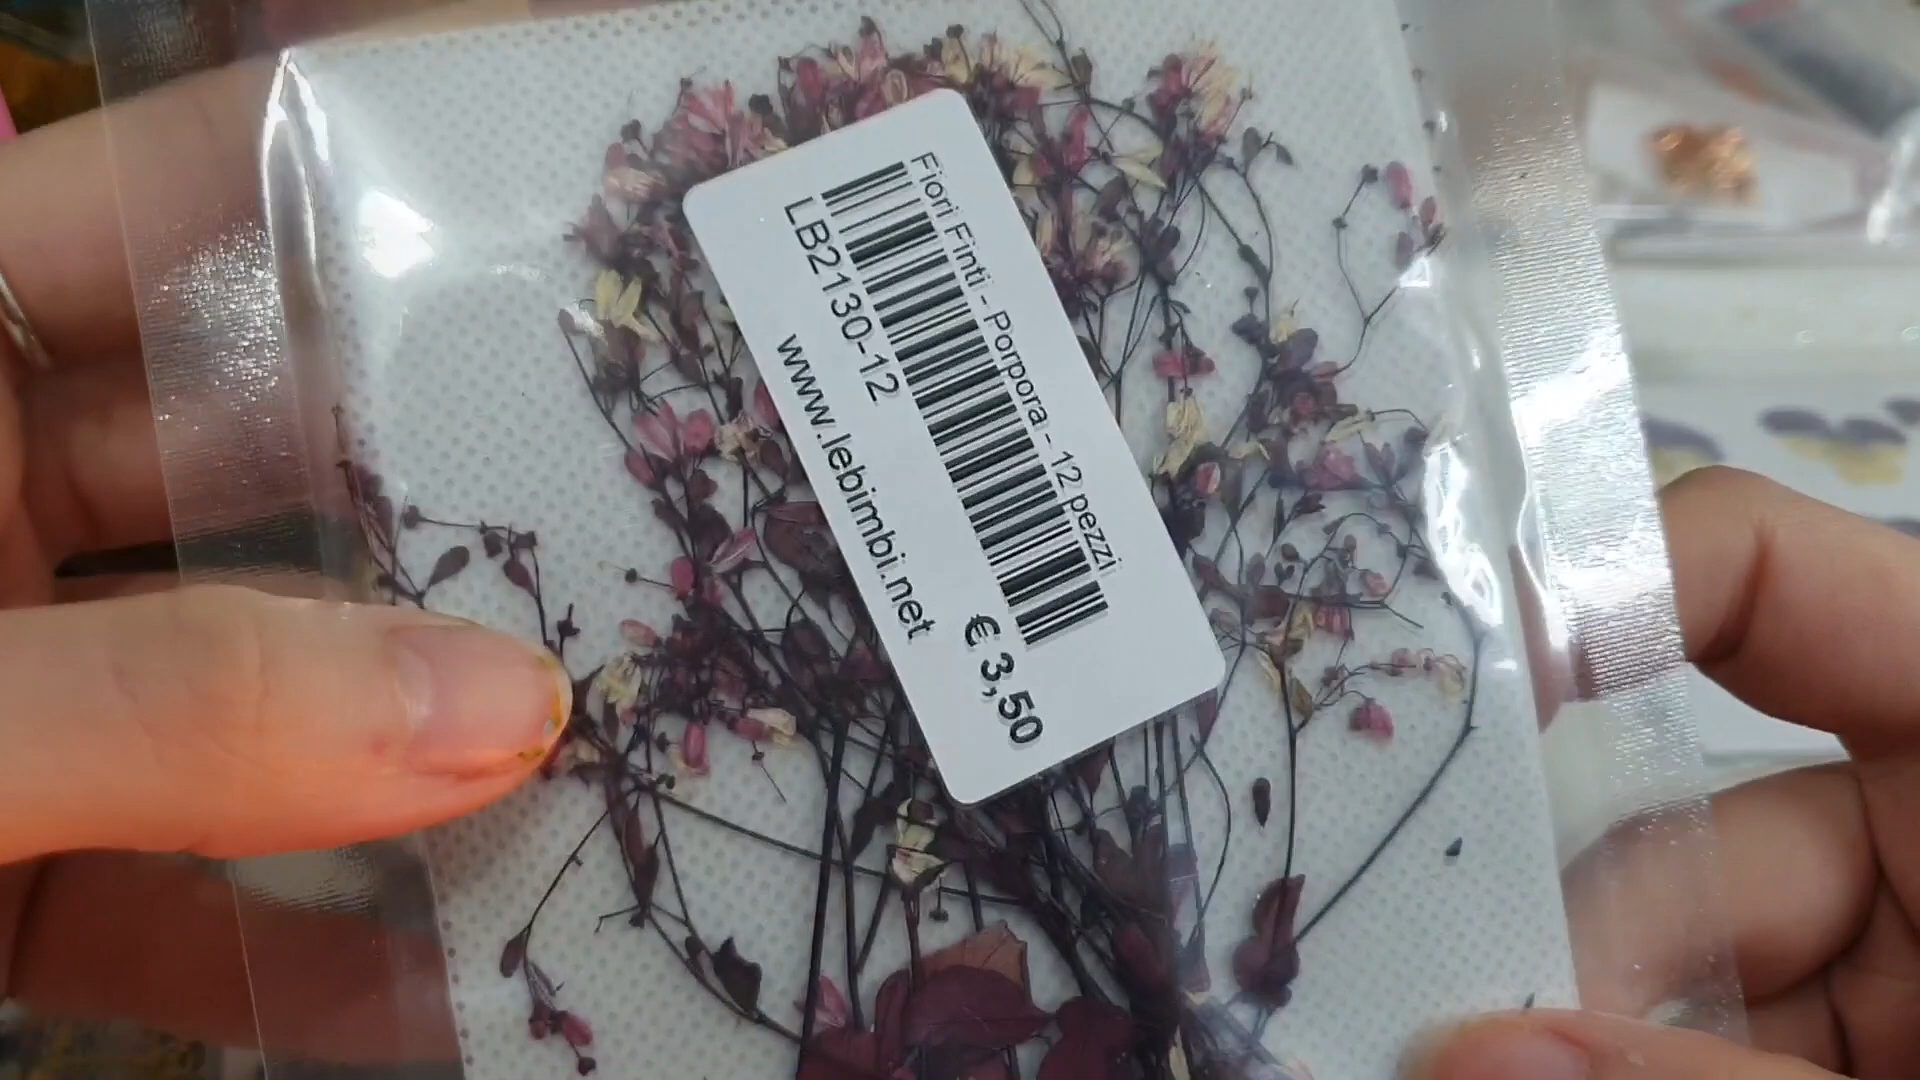 Fiori Finti - Porpora - 12 pezzi
LB2130-12
www.lebimbi.net
€ 3,50